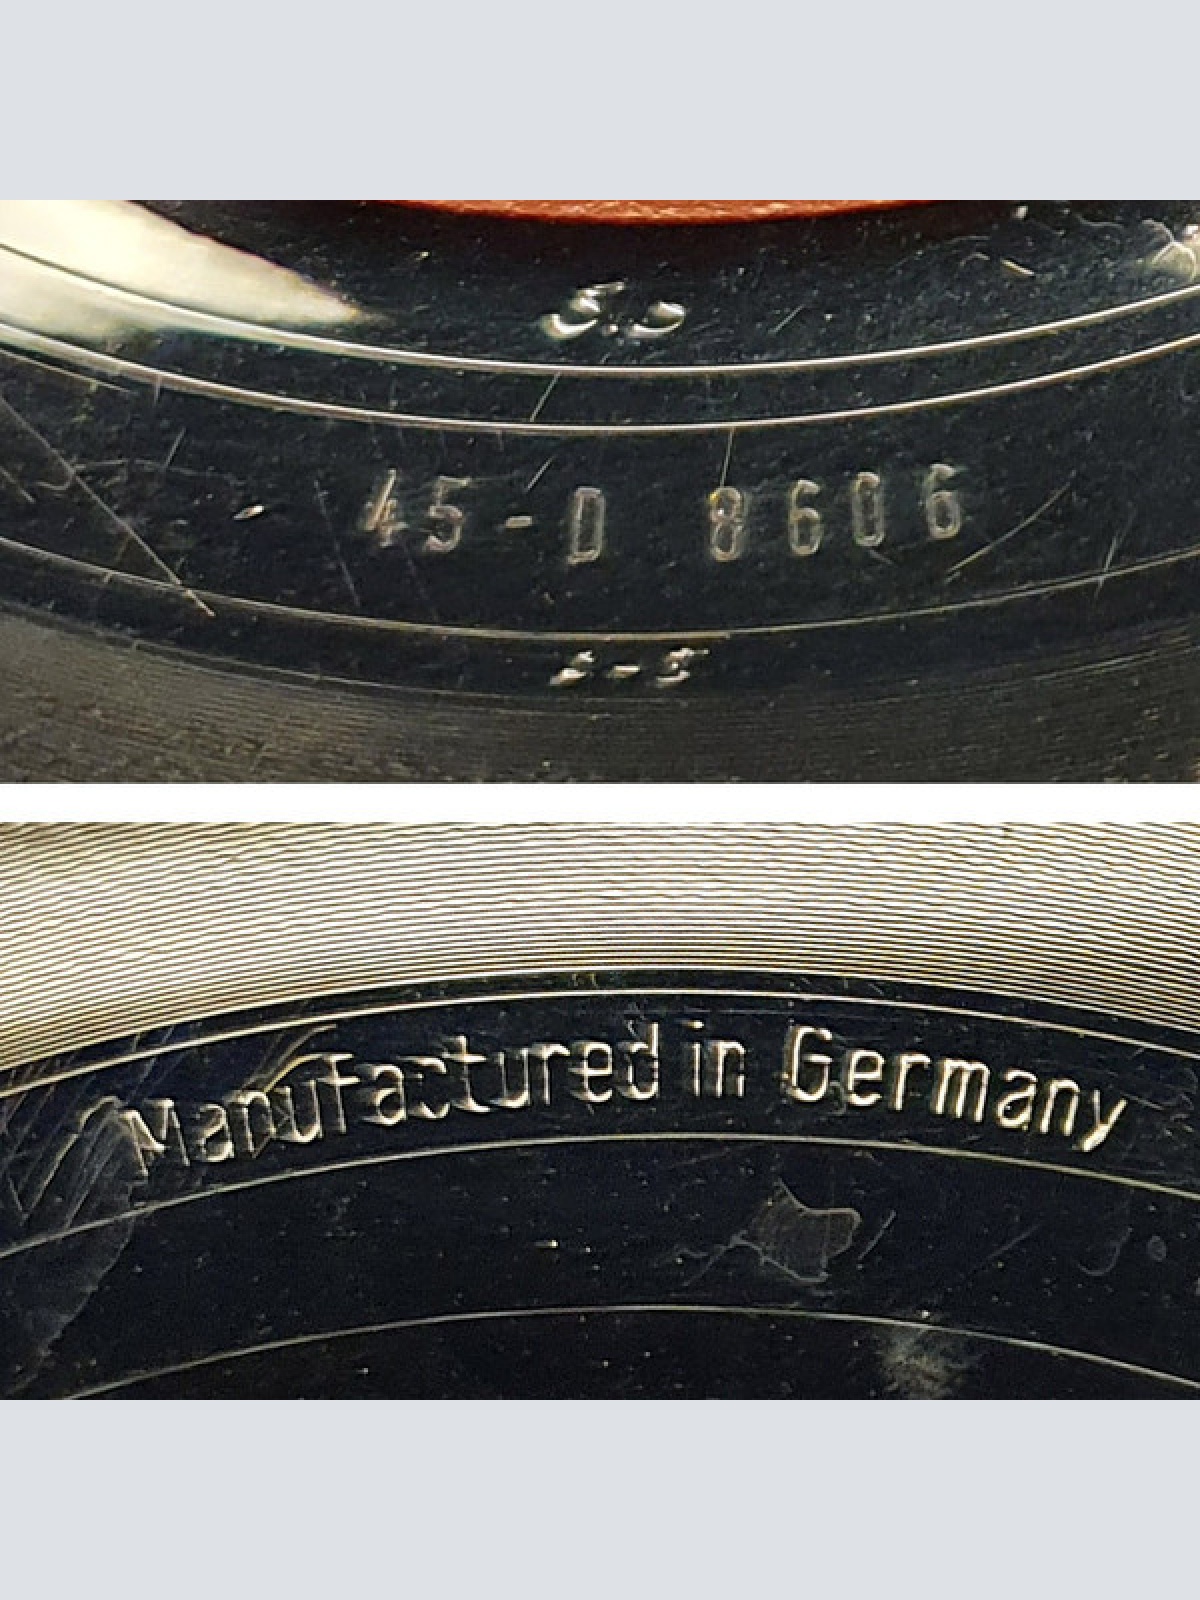 45-D 8606
Manufactured in Germany